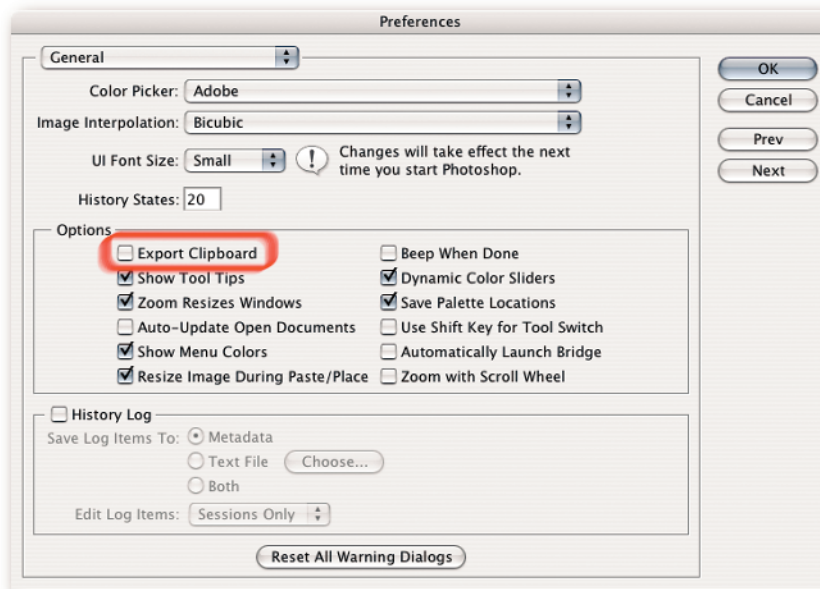 Preferences
General
OK
Color Picker: Adobe
Cancel
Image Interpolation: Bicubic
Prev
UI Font Size: Small
! Changes will take effect the next
time you start Photoshop.
Next
History States: 20
Options
Export Clipboard
Beep When Done
Show Tool Tips
Dynamic Color Sliders
Zoom Resizes Windows
Save Palette Locations
Auto-Update Open Documents
Use Shift Key for Tool Switch
Show Menu Colors
Automatically Launch Bridge
Resize Image During Paste/Place
Zoom with Scroll Wheel
History Log
Save Log Items To: Metadata
Text File Choose...
Both
Edit Log Items: Sessions Only
Reset All Warning Dialogs